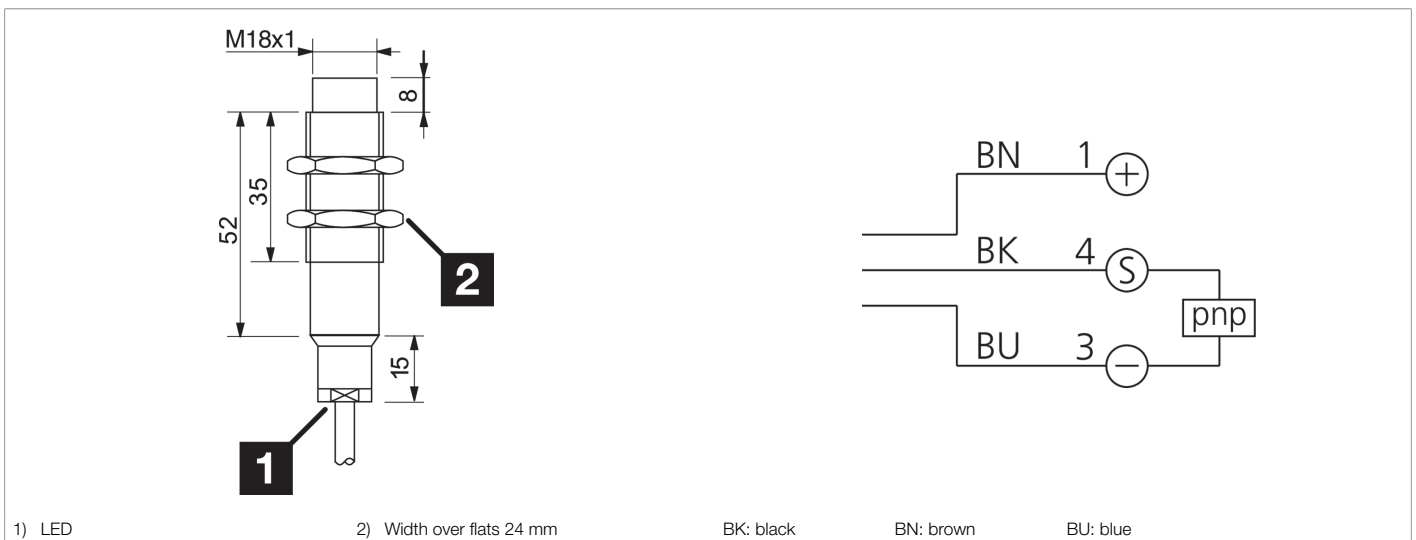 M18x1
8
52
35
15
2
1
BN 1 +
BK 4 S
pnp
BU 3 −
1) LED 2) Width over flats 24 mm BK: black BN: brown BU: blue